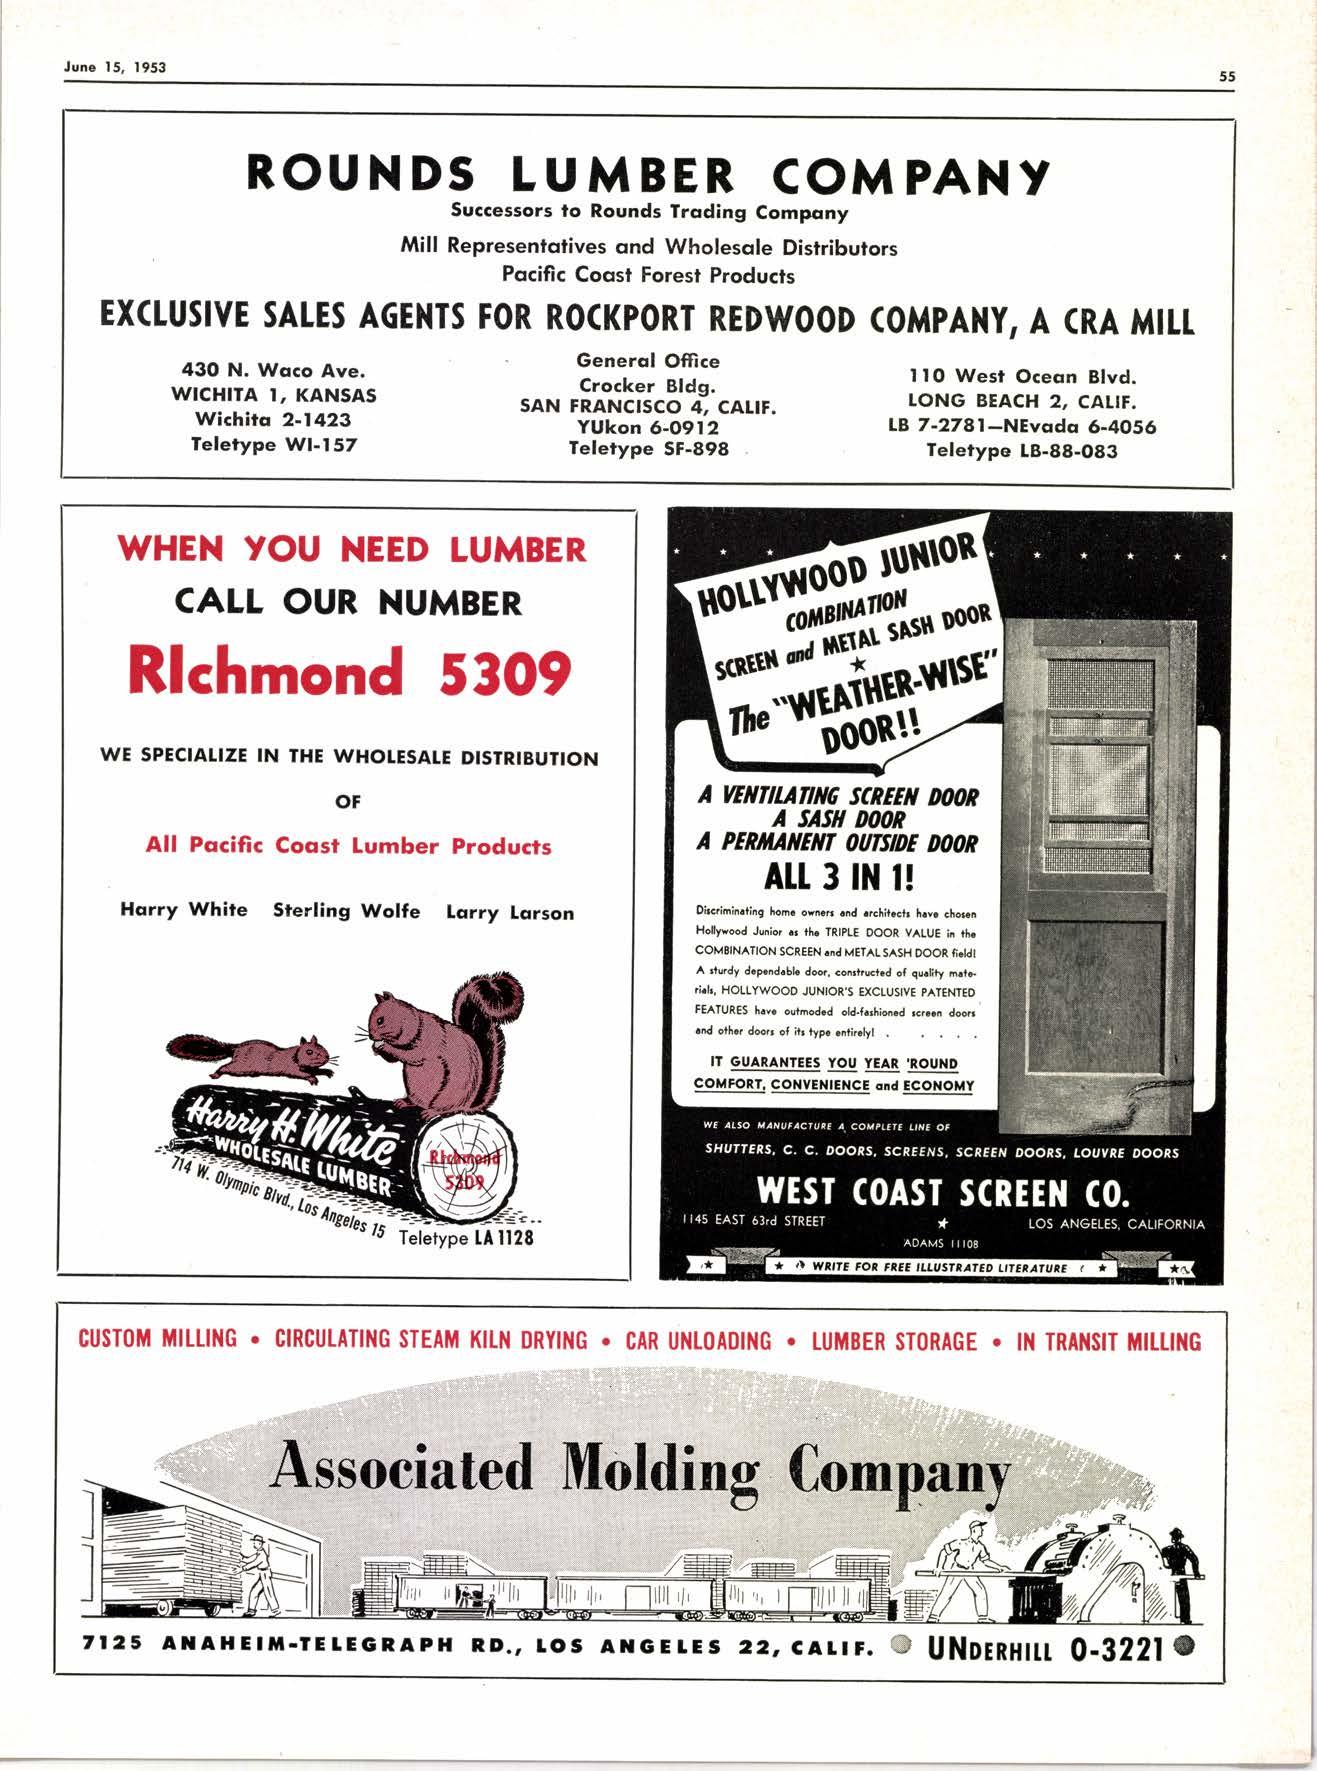 June 15, 1953
55
ROUNDS LUMBER COMPANY
Successors to Rounds Trading Company
Mill Representatives and Wholesale Distributors
Pacific Coast Forest Products
EXCLUSIVE SALES AGENTS FOR ROCKPORT REDWOOD COMPANY, A CRA MILL
430 N. Waco Ave.
WICHITA 1, KANSAS
Wichita 2-1423
Teletype WI-157
General Office
Crocker Bldg.
SAN FRANCISCO 4, CALIF.
YUkon 6-0912
Teletype SF-898
110 West Ocean Blvd.
LONG BEACH 2, CALIF.
LB 7-2781—NEvada 6-4056
Teletype LB-88-083
WHEN YOU NEED LUMBER
CALL OUR NUMBER
RIchmond 5309
WE SPECIALIZE IN THE WHOLESALE DISTRIBUTION
OF
All Pacific Coast Lumber Products
Harry White Sterling Wolfe Larry Larson
Harry H. White
WHOLESALE LUMBER
RIchmond
5309
714 W. Olympic Blvd., Los Angeles 15
Teletype LA 1128
HOLLYWOOD JUNIOR
COMBINATION
SCREEN and METAL SASH DOOR
The "WEATHER-WISE"
DOOR!!
A VENTILATING SCREEN DOOR
A SASH DOOR
A PERMANENT OUTSIDE DOOR
ALL 3 IN 1!
Discriminating home owners and architects have chosen
Hollywood Junior as the TRIPLE DOOR VALUE in the
COMBINATION SCREEN and METAL SASH DOOR field!
A sturdy dependable door, constructed of quality mate-
rials, HOLLYWOOD JUNIOR'S EXCLUSIVE PATENTED
FEATURES have outmoded old-fashioned screen doors
and other doors of its type entirely! . . . . .
IT GUARANTEES YOU YEAR 'ROUND
COMFORT, CONVENIENCE and ECONOMY
WE ALSO MANUFACTURE A COMPLETE LINE OF
SHUTTERS, C. C. DOORS, SCREENS, SCREEN DOORS, LOUVRE DOORS
WEST COAST SCREEN CO.
1145 EAST 63rd STREET
LOS ANGELES, CALIFORNIA
ADAMS 11108
WRITE FOR FREE ILLUSTRATED LITERATURE
CUSTOM MILLING • CIRCULATING STEAM KILN DRYING • CAR UNLOADING • LUMBER STORAGE • IN TRANSIT MILLING
Associated Molding Company
7125 ANAHEIM-TELEGRAPH RD., LOS ANGELES 22, CALIF. UNDERHILL 0-3221